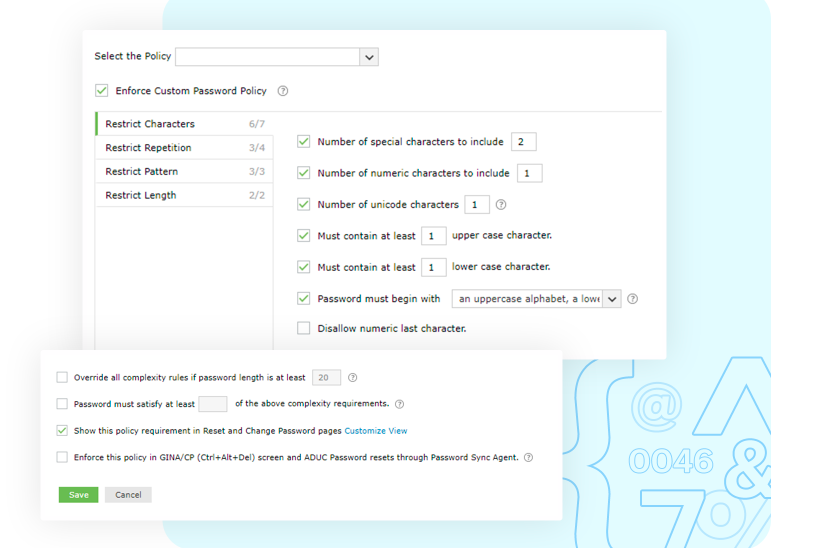 Select the Policy
Enforce Custom Password Policy ?
Restrict Characters 6/7
Restrict Repetition 3/4
Restrict Pattern 3/3
Restrict Length 2/2
Number of special characters to include 2
Number of numeric characters to include 1
Number of unicode characters 1 ?
Must contain at least 1 upper case character.
Must contain at least 1 lower case character.
Password must begin with an uppercase alphabet, a lowe ?
Disallow numeric last character.
Override all complexity rules if password length is at least 20 ?
Password must satisfy at least of the above complexity requirements. ?
Show this policy requirement in Reset and Change Password pages Customize View
Enforce this policy in GINA/CP (Ctrl+Alt+Del) screen and ADUC Password resets through Password Sync Agent. ?
Save Cancel
{ @ A
0046 &
7 %